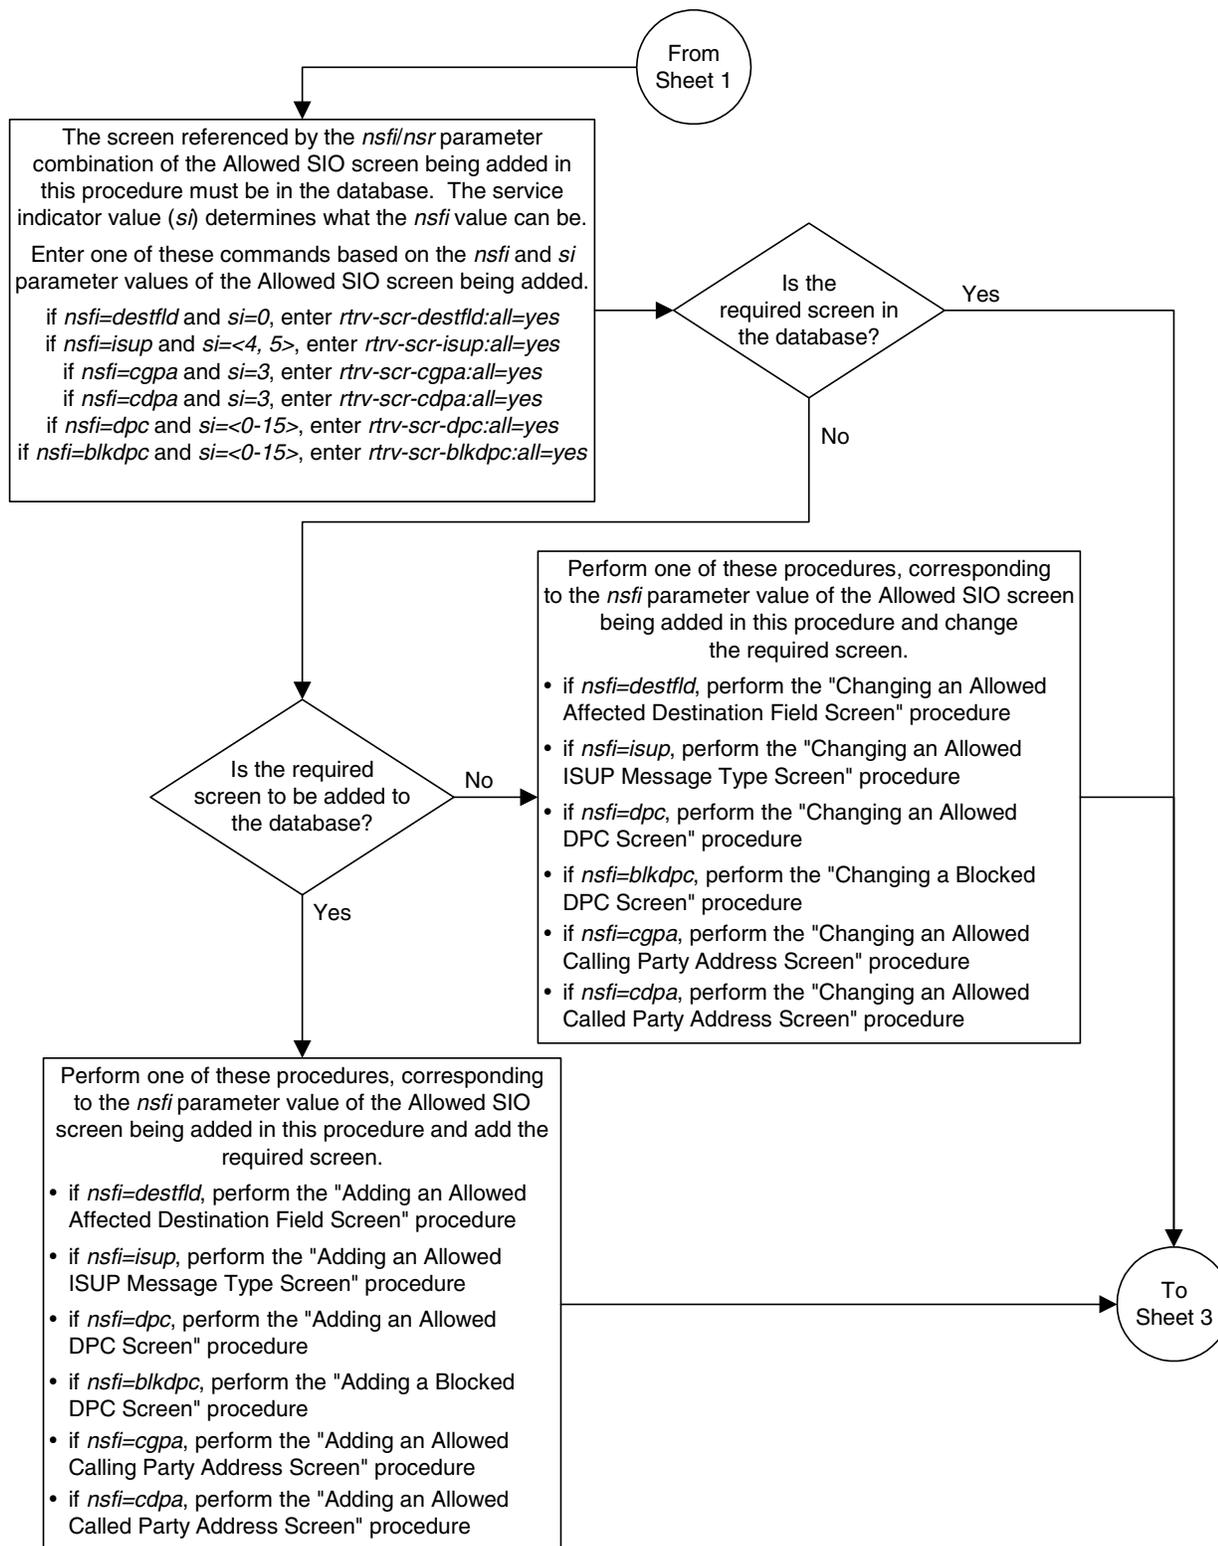 From
Sheet 1
The screen referenced by the nsfi/nsr parameter
combination of the Allowed SIO screen being added in
this procedure must be in the database.  The service
indicator value (si) determines what the nsfi value can be.
Enter one of these commands based on the nsfi and si
parameter values of the Allowed SIO screen being added.
if nsfi=destfld and si=0, enter rtrv-scr-destfld:all=yes
if nsfi=isup and si=<4, 5>, enter rtrv-scr-isup:all=yes
if nsfi=cgpa and si=3, enter rtrv-scr-cgpa:all=yes
if nsfi=cdpa and si=3, enter rtrv-scr-cdpa:all=yes
if nsfi=dpc and si=<0-15>, enter rtrv-scr-dpc:all=yes
if nsfi=blkdpc and si=<0-15>, enter rtrv-scr-blkdpc:all=yes
Is the
required screen in
the database?
Yes
No
Is the required
screen to be added to
the database?
No
Yes
Perform one of these procedures, corresponding
to the nsfi parameter value of the Allowed SIO screen
being added in this procedure and change
the required screen.
• if nsfi=destfld, perform the "Changing an Allowed
Affected Destination Field Screen" procedure
• if nsfi=isup, perform the "Changing an Allowed
ISUP Message Type Screen" procedure
• if nsfi=dpc, perform the "Changing an Allowed
DPC Screen" procedure
• if nsfi=blkdpc, perform the "Changing a Blocked
DPC Screen" procedure
• if nsfi=cgpa, perform the "Changing an Allowed
Calling Party Address Screen" procedure
• if nsfi=cdpa, perform the "Changing an Allowed
Called Party Address Screen" procedure
Perform one of these procedures, corresponding
to the nsfi parameter value of the Allowed SIO
screen being added in this procedure and add the
required screen.
• if nsfi=destfld, perform the "Adding an Allowed
Affected Destination Field Screen" procedure
• if nsfi=isup, perform the "Adding an Allowed
ISUP Message Type Screen" procedure
• if nsfi=dpc, perform the "Adding an Allowed
DPC Screen" procedure
• if nsfi=blkdpc, perform the "Adding a Blocked
DPC Screen" procedure
• if nsfi=cgpa, perform the "Adding an Allowed
Calling Party Address Screen" procedure
• if nsfi=cdpa, perform the "Adding an Allowed
Called Party Address Screen" procedure
To
Sheet 3